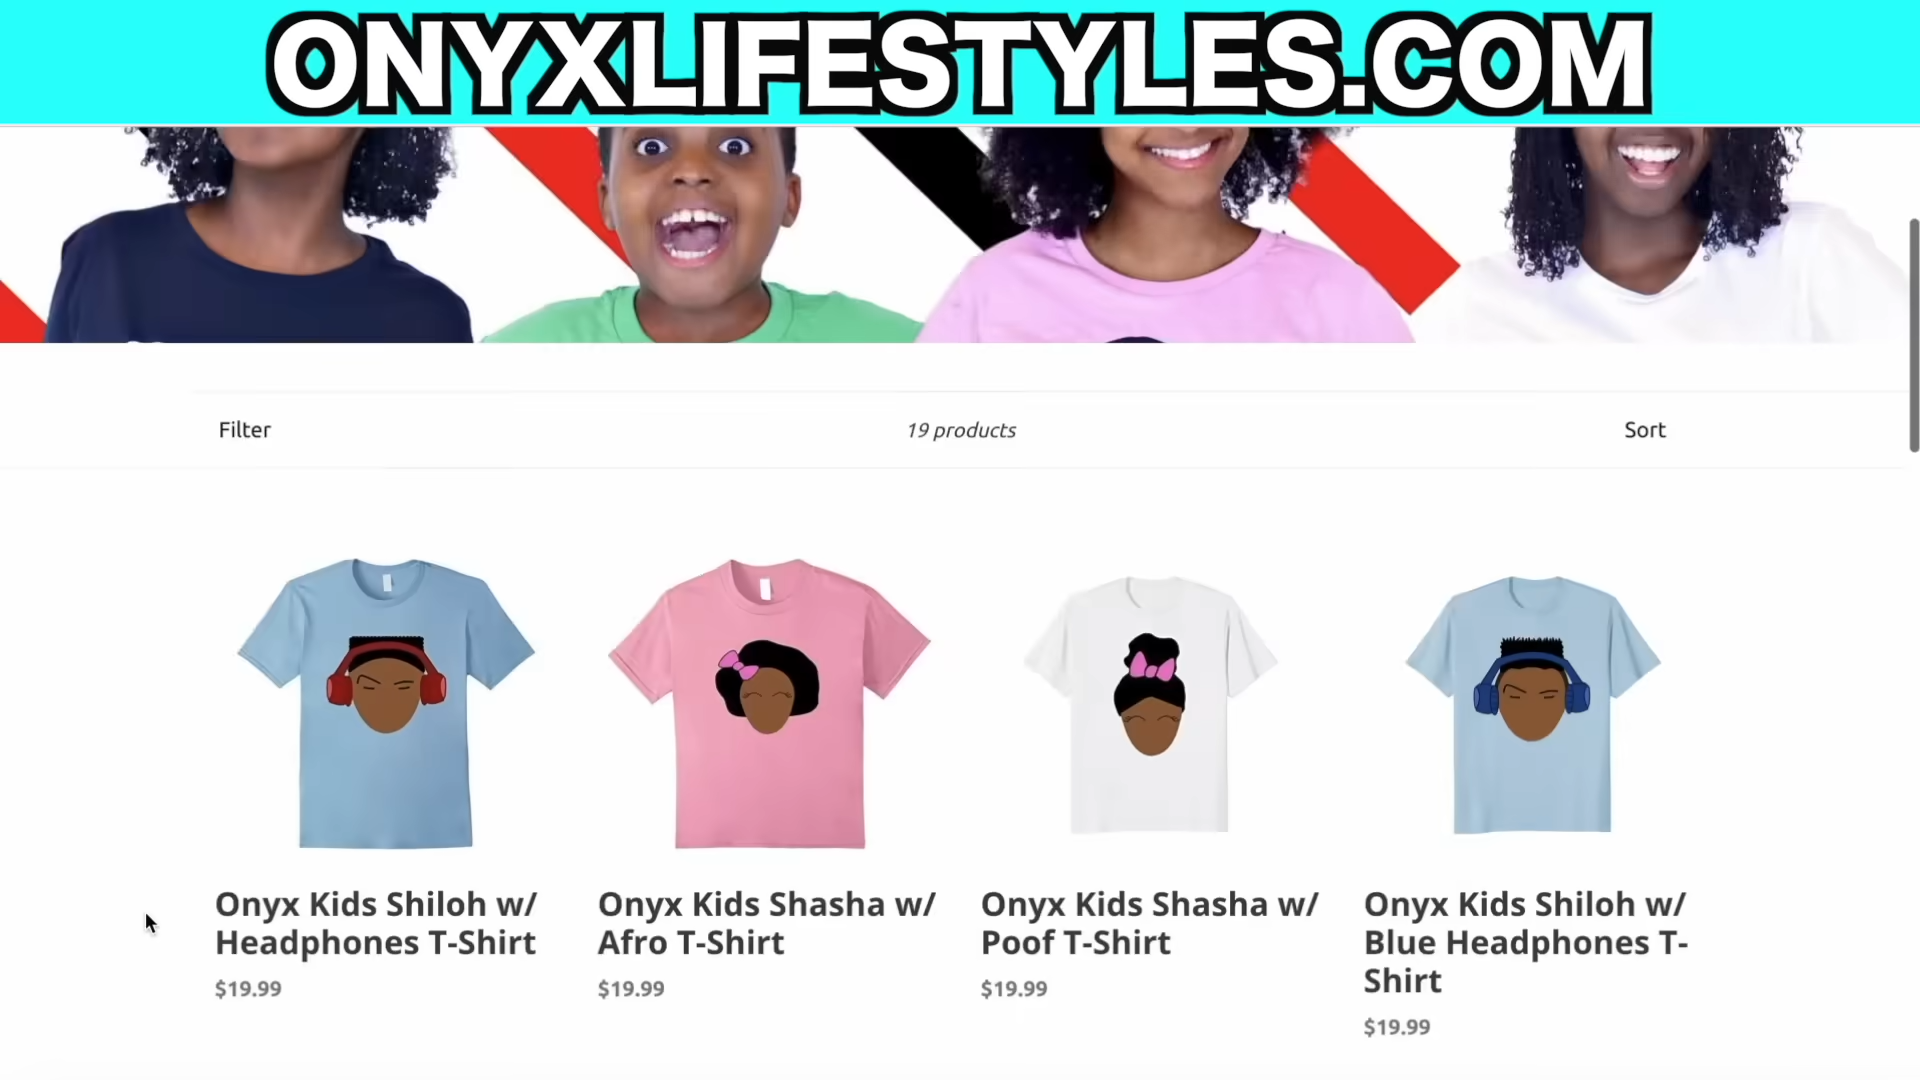 ONYXLIFESTYLES.COM
Filter
19 products
Sort
Onyx Kids Shiloh w/
Headphones T-Shirt
$19.99
Onyx Kids Shasha w/
Afro T-Shirt
$19.99
Onyx Kids Shasha w/
Poof T-Shirt
$19.99
Onyx Kids Shiloh w/
Blue Headphones T-
Shirt
$19.99